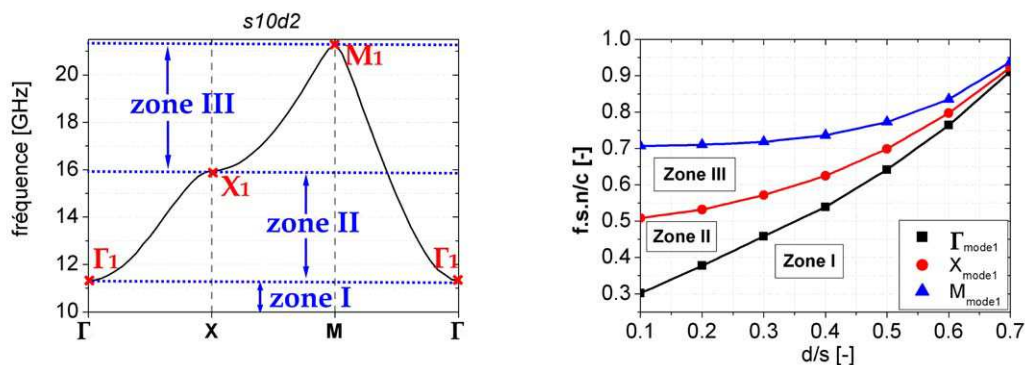 s10d2
fréquence [GHz]
20
18
16
14
12
10
M1
zone III
X1
zone II
Γ1
Γ1
zone I
Γ
X
M
Γ
f.s.n/c [-]
1.0
0.9
0.8
0.7
0.6
0.5
0.4
0.3
Zone III
Zone II
Zone I
Γmode1
Xmode1
Mmode1
0.1 0.2 0.3 0.4 0.5 0.6 0.7
d/s [-]